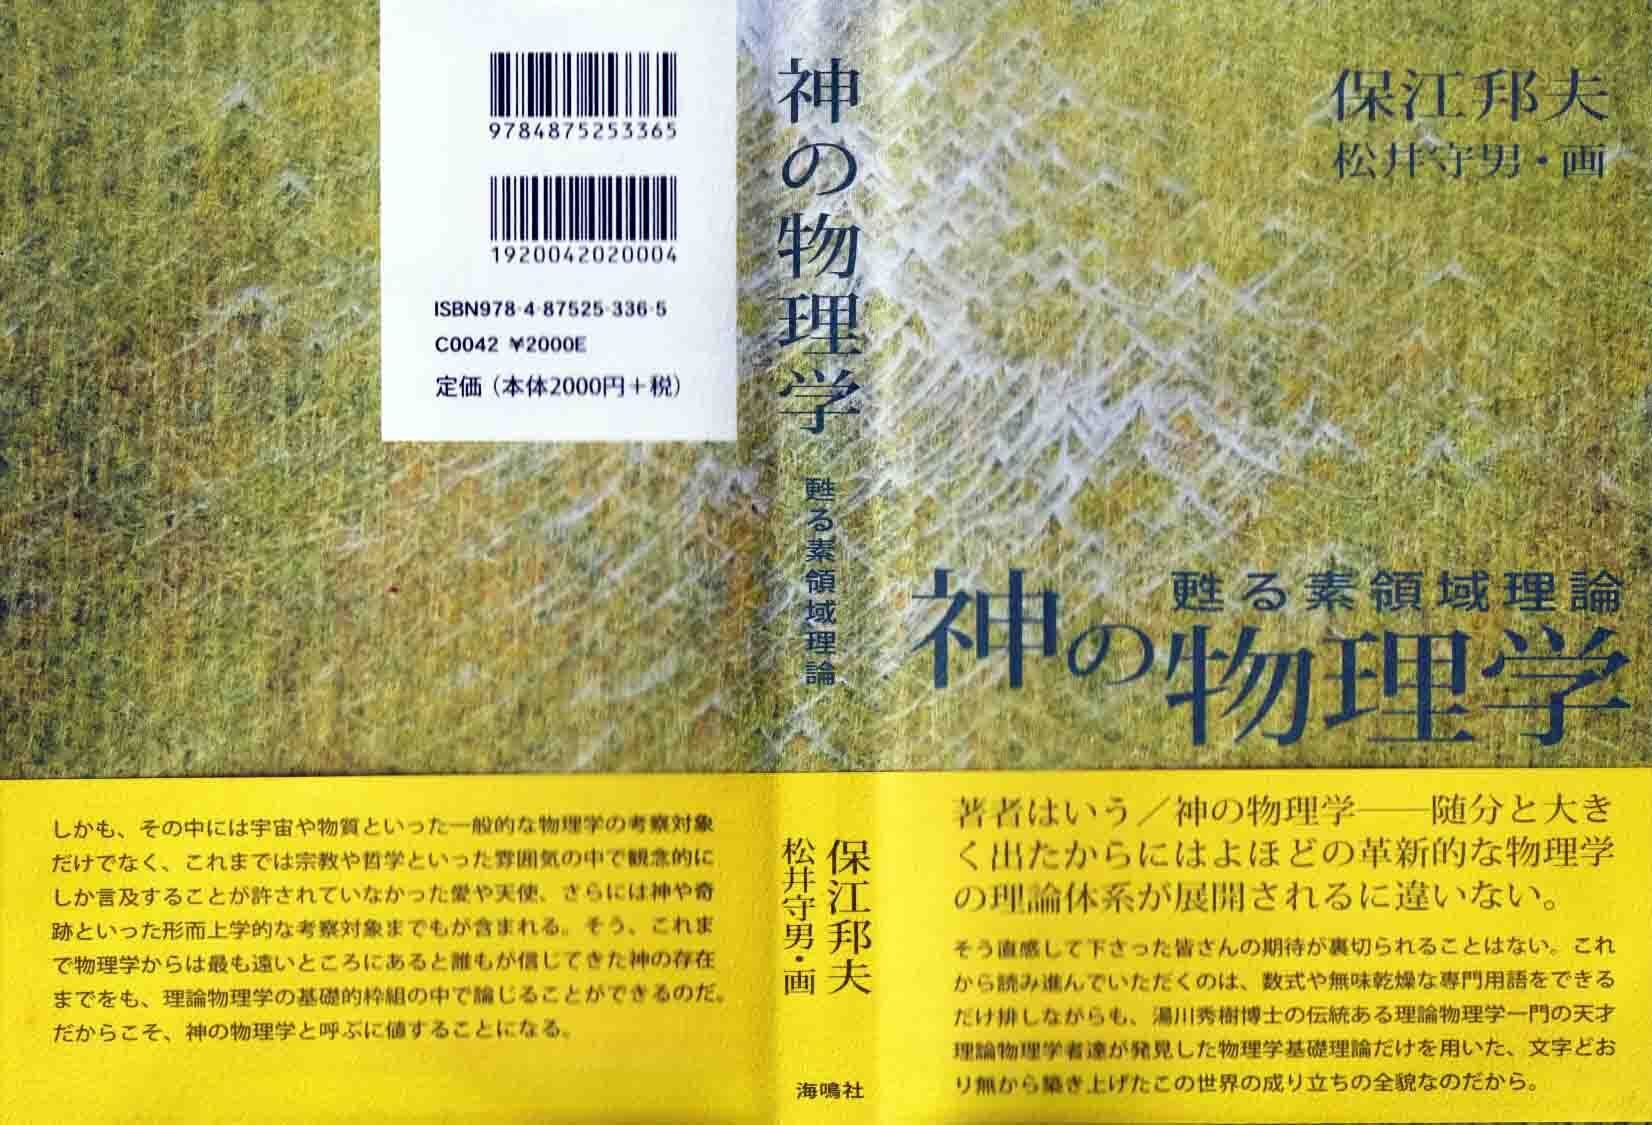 9784875253365
1920042020004
ISBN978-4-87525-336-5
C0042 ¥2000E
定価（本体2000円＋税）
しかも、その中には宇宙や物質といった一般的な物理学の考察対象
だけでなく、これまでは宗教や哲学といった雰囲気の中で観念的に
しか言及することが許されていなかった愛や天使、さらには神や奇
跡といった形而上学的な考察対象までもが含まれる。そう、これま
で物理学からは最も遠いところにあると誰もが信じてきた神の存在
までをも、理論物理学の基礎的枠組の中で論じることができるのだ。
だからこそ、神の物理学と呼ぶに値することになる。
神の物理学
甦る素領域理論
保江邦夫
松井守男・画
海鳴社
保江邦夫
松井守男・画
甦る素領域理論
神の物理学
著者はいう／神の物理学――随分と大き
く出たからにはよほどの革新的な物理学
の理論体系が展開されるに違いない。
そう直感して下さった皆さんの期待が裏切られることはない。これ
から読み進んでいただくのは、数式や無味乾燥な専門用語をできる
だけ排しながらも、湯川秀樹博士の伝統ある理論物理学一門の天才
理論物理学者達が発見した物理学基礎理論だけを用いた、文字どお
り無から築き上げたこの世界の成り立ちの全貌なのだから。